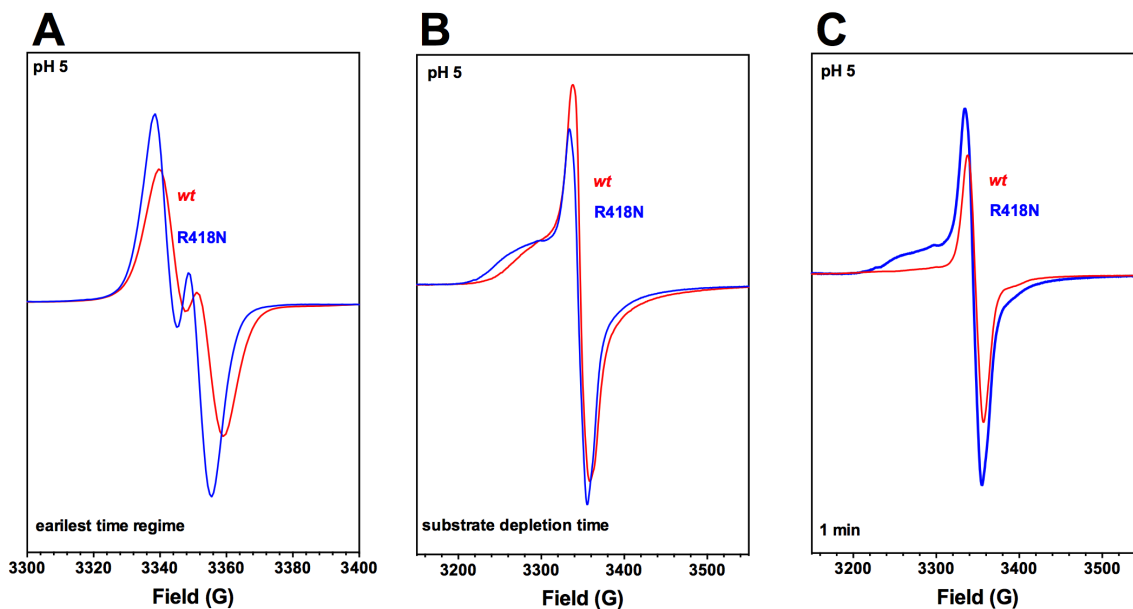 A
pH 5
wt
R418N
earilest time regime
3300 3320 3340 3360 3380 3400
Field (G)
B
pH 5
wt
R418N
substrate depletion time
3200 3300 3400 3500
Field (G)
C
pH 5
wt
R418N
1 min
3200 3300 3400 3500
Field (G)